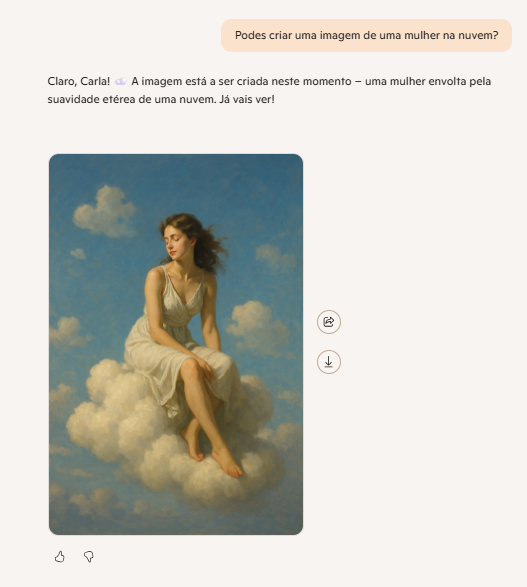 Podes criar uma imagem de uma mulher na nuvem?
Claro, Carla! ☁️ A imagem está a ser criada neste momento – uma mulher envolta pela
suavidade etérea de uma nuvem. Já vais ver!